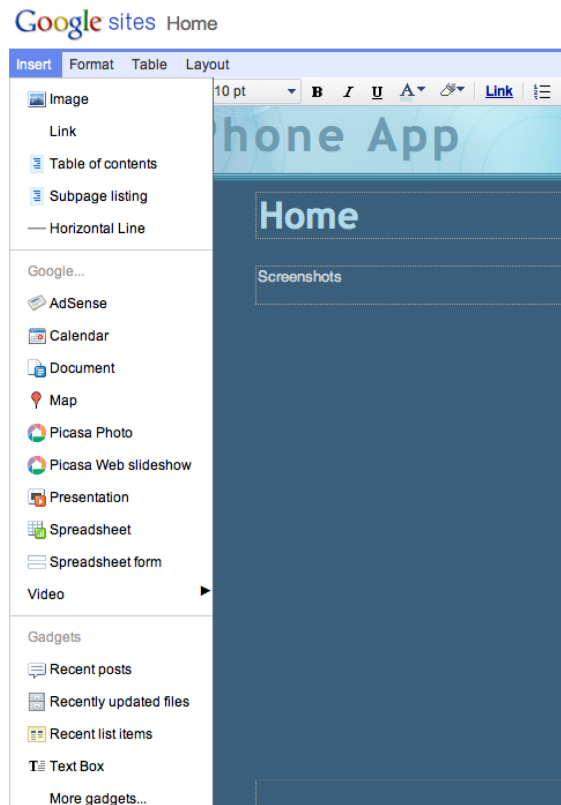 Google sites Home
Insert Format Table Layout
10 pt B I U A Link
Image
Link
Table of contents
Subpage listing
Horizontal Line
Google...
AdSense
Calendar
Document
Map
Picasa Photo
Picasa Web slideshow
Presentation
Spreadsheet
Spreadsheet form
Video
Gadgets
Recent posts
Recently updated files
Recent list items
T Text Box
More gadgets...
Phone App
Home
Screenshots